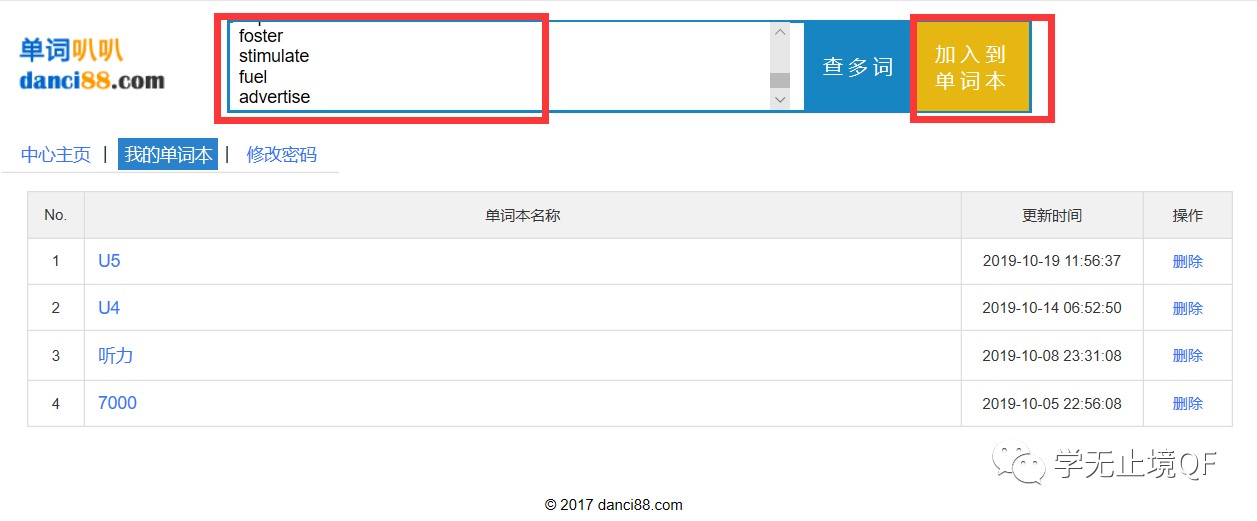 单词叭叭
danci88.com
foster
stimulate
fuel
advertise
查多词
加入到
单词本
中心主页 | 我的单词本 | 修改密码
No. 单词本名称 更新时间 操作
1 U5 2019-10-19 11:56:37 删除
2 U4 2019-10-14 06:52:50 删除
3 听力 2019-10-08 23:31:08 删除
4 7000 2019-10-05 22:56:08 删除
学无止境QF
© 2017 danci88.com